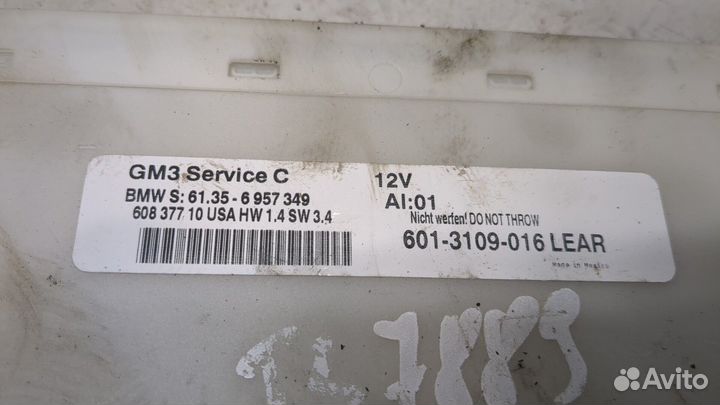 GM3 Service C
BMW S: 61.35 - 6 957 349
608 377 10 USA HW 1.4 SW 3.4
12V
AI:01
Nicht werfen! DO NOT THROW
601-3109-016 LEAR
Made in Mexico
7889
Avito